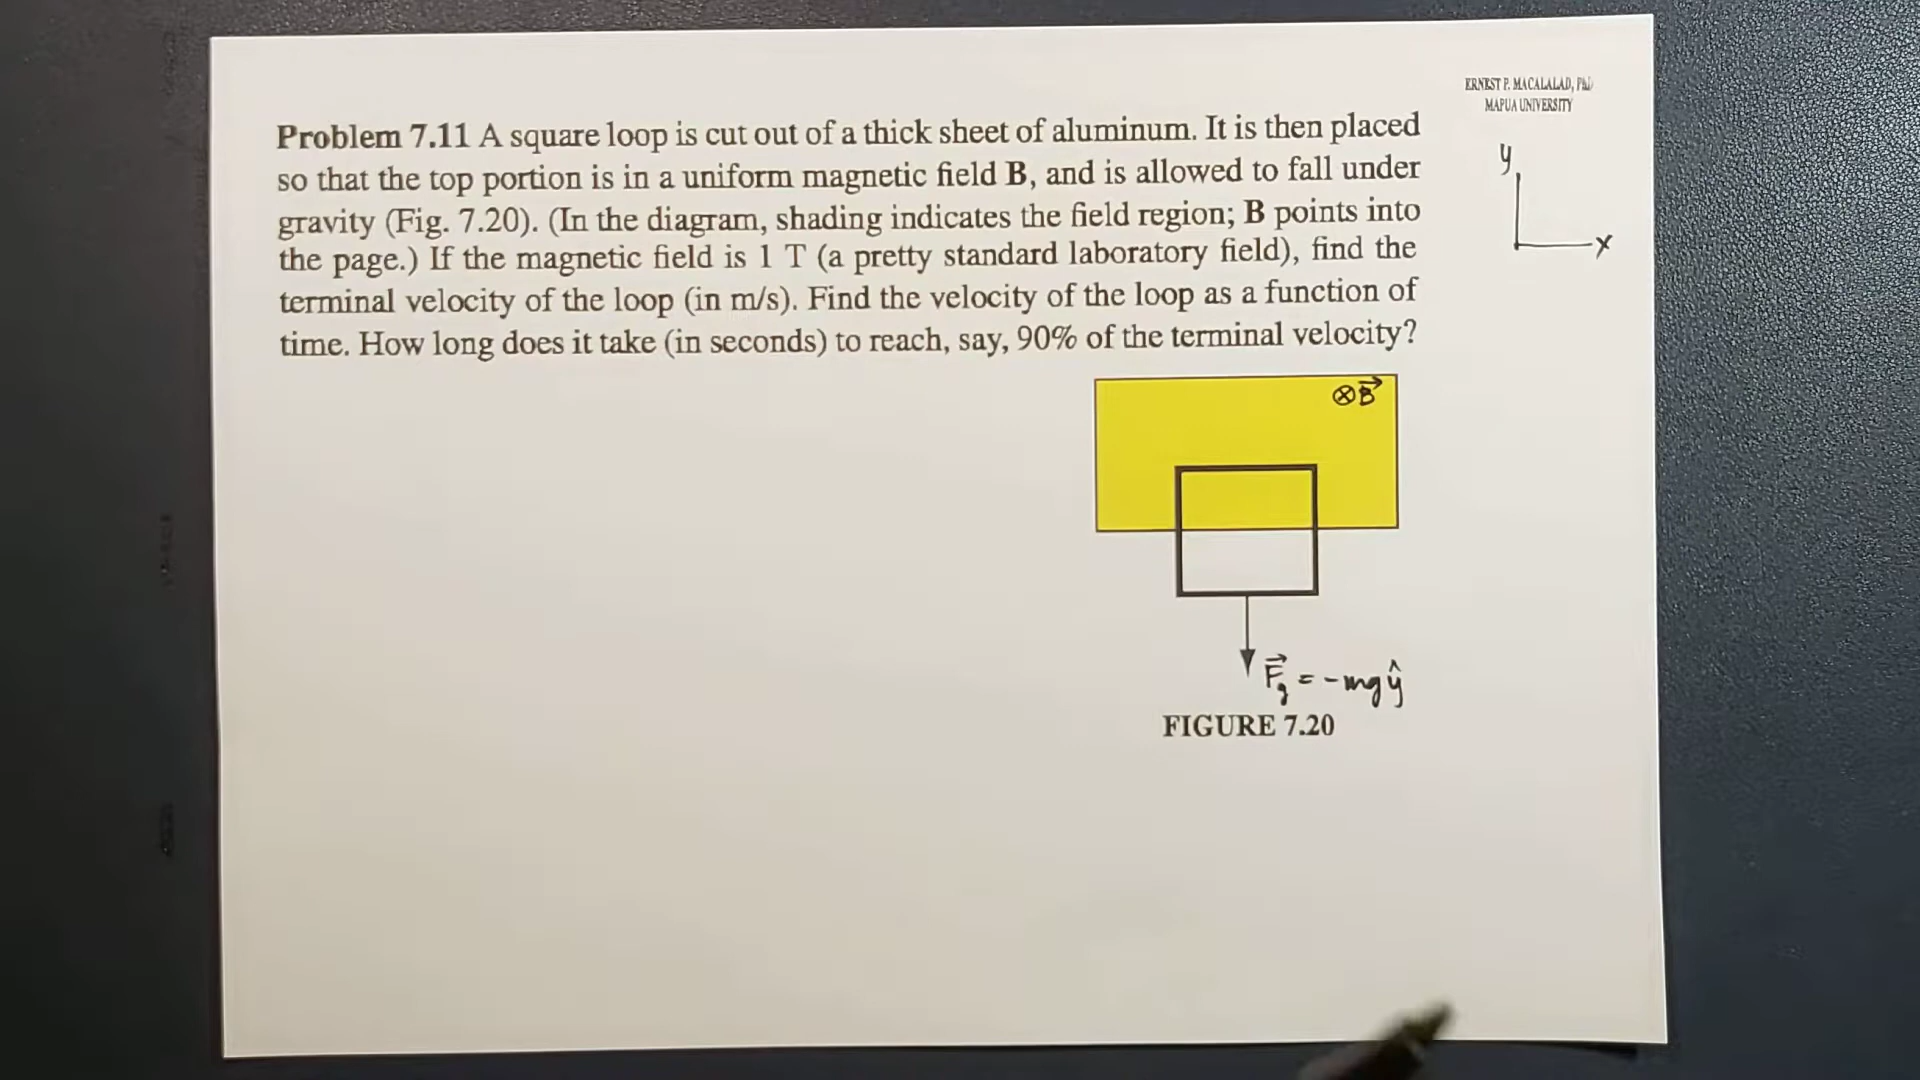 ERNEST P. MACALALAD, PhD
MAPUA UNIVERSITY
Problem 7.11 A square loop is cut out of a thick sheet of aluminum. It is then placed
so that the top portion is in a uniform magnetic field B, and is allowed to fall under
gravity (Fig. 7.20). (In the diagram, shading indicates the field region; B points into
the page.) If the magnetic field is 1 T (a pretty standard laboratory field), find the
terminal velocity of the loop (in m/s). Find the velocity of the loop as a function of
time. How long does it take (in seconds) to reach, say, 90% of the terminal velocity?
y
x
⊗B⃗
F⃗g = -mgŷ
FIGURE 7.20